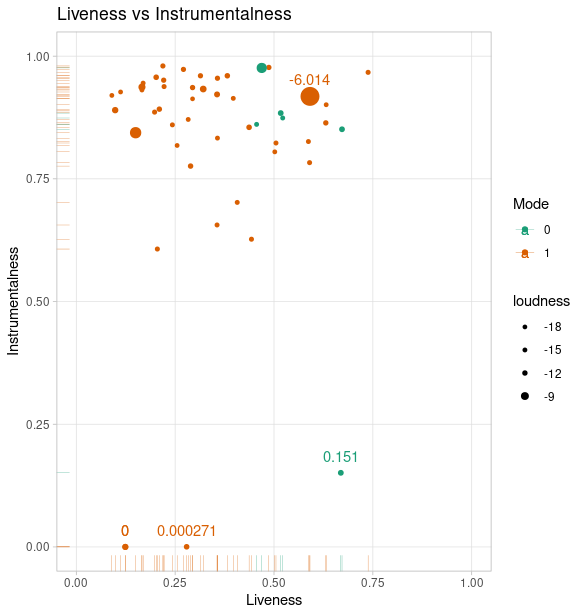 Liveness vs Instrumentalness
1.00
-6.014
0.75
Mode
a 0
a 1
Instrumentalness
0.50
loudness
-18
-15
-12
-9
0.25
0.151
0
0.000271
0.00
0.00 0.25 0.50 0.75 1.00
Liveness